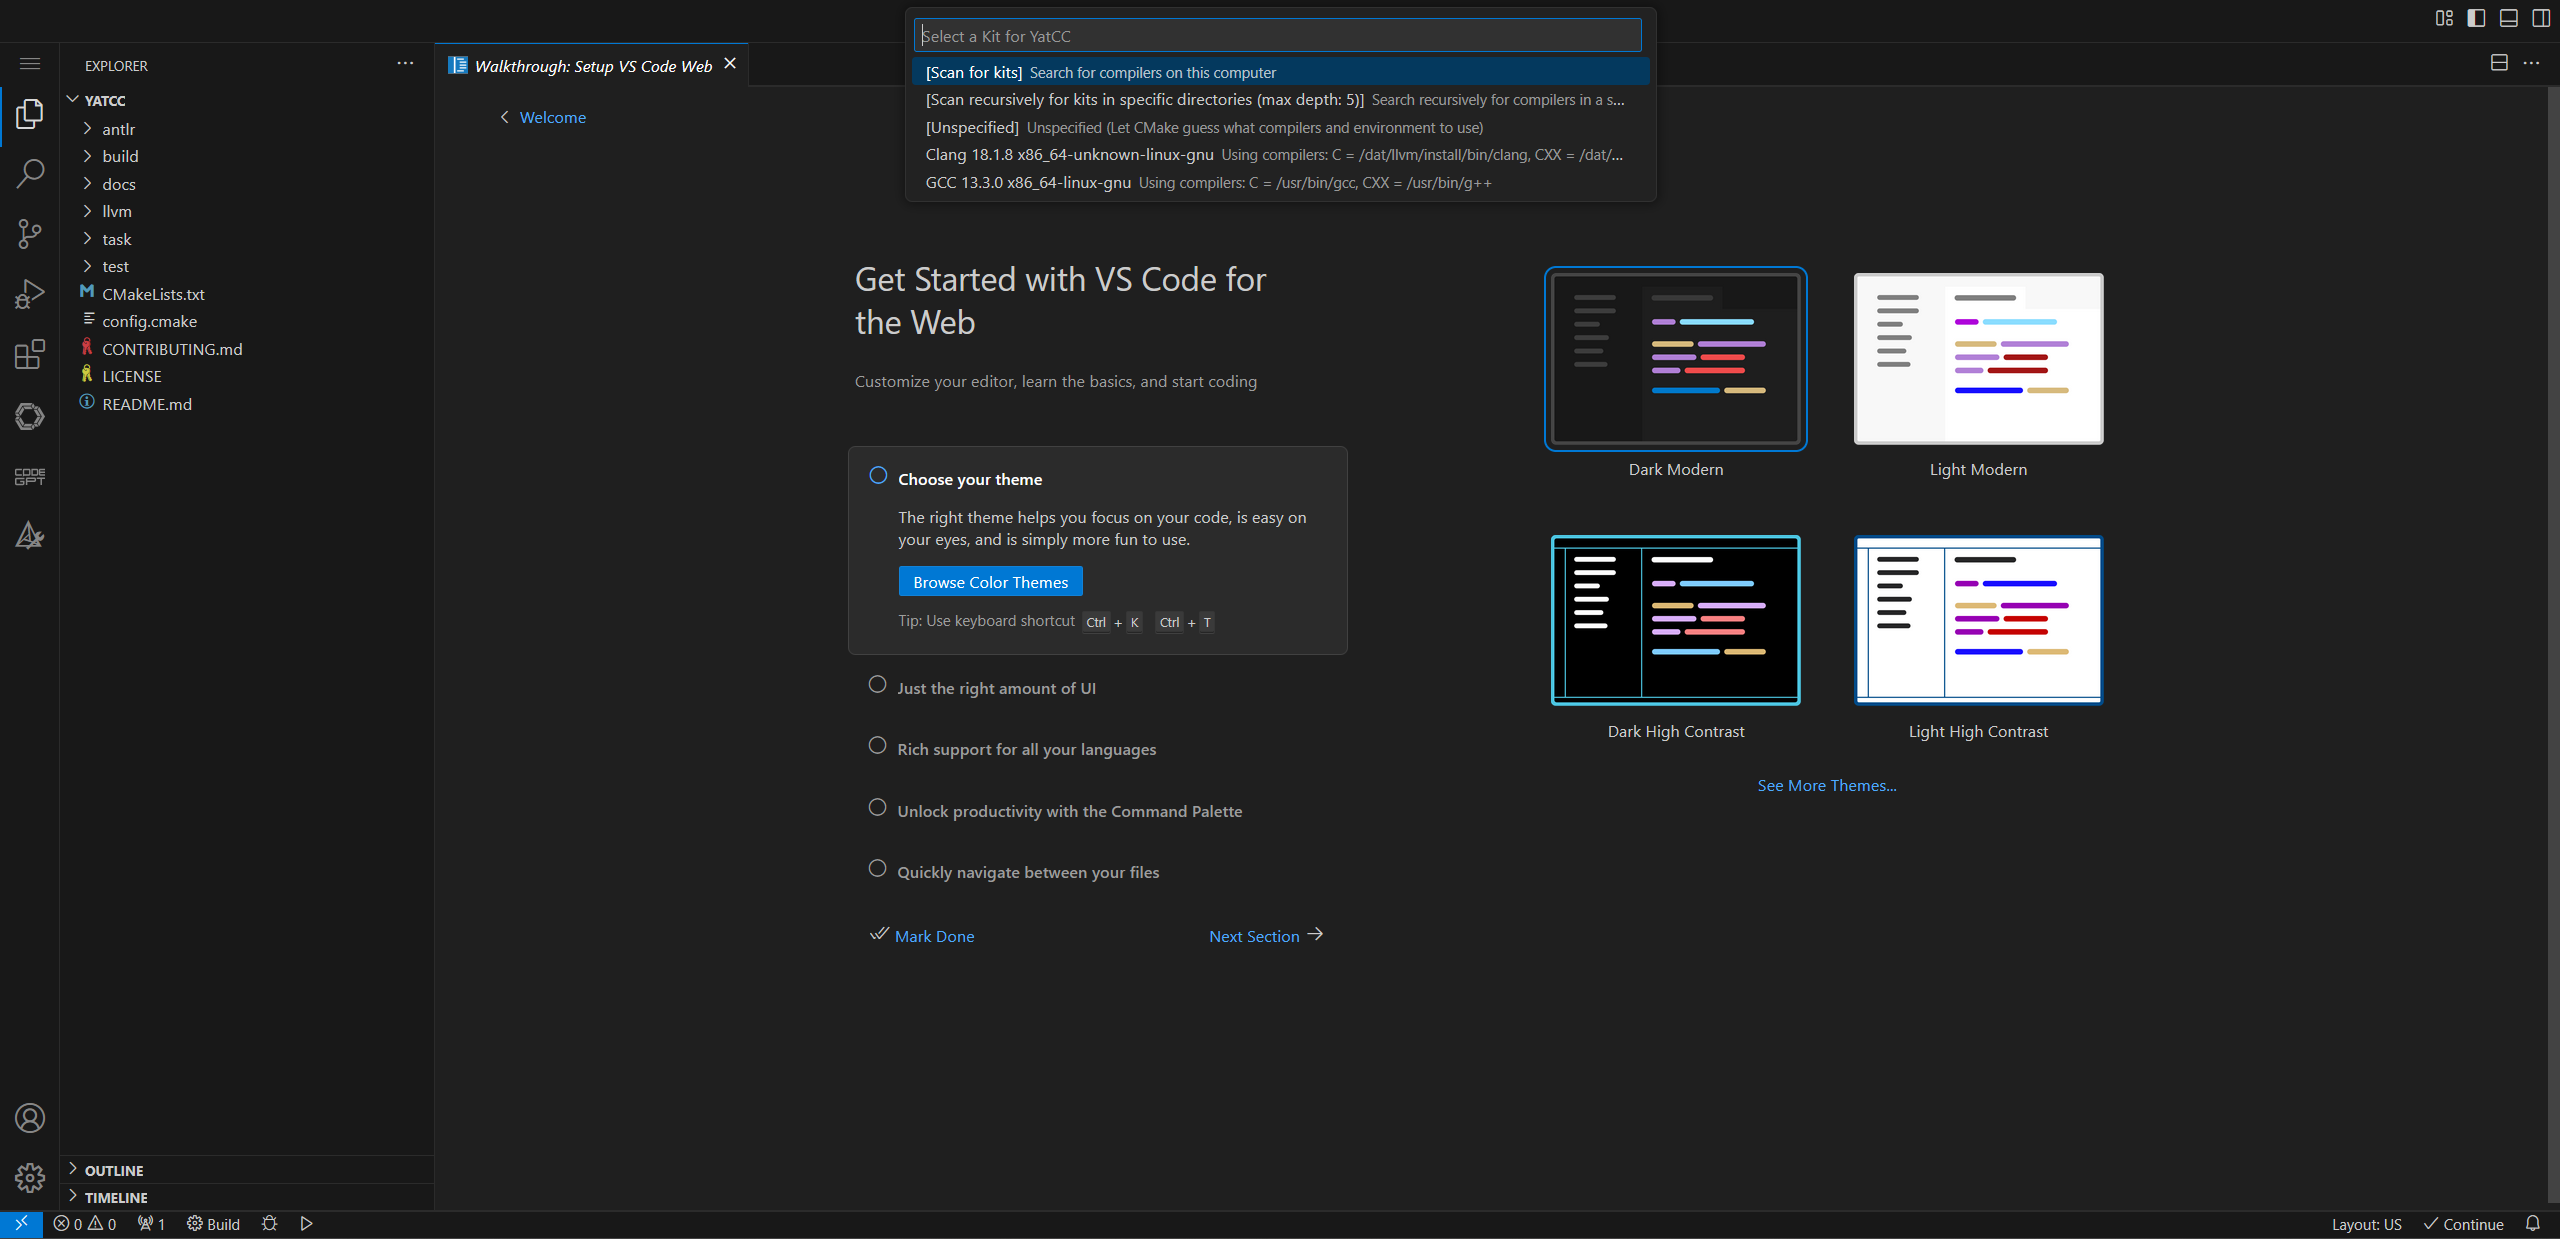 Select a Kit for YatCC
[Scan for kits] Search for compilers on this computer
[Scan recursively for kits in specific directories (max depth: 5)] Search recursively for compilers in a s...
[Unspecified] Unspecified (Let CMake guess what compilers and environment to use)
Clang 18.1.8 x86_64-unknown-linux-gnu Using compilers: C = /dat/llvm/install/bin/clang, CXX = /dat/...
GCC 13.3.0 x86_64-linux-gnu Using compilers: C = /usr/bin/gcc, CXX = /usr/bin/g++
EXPLORER
YATCC
antlr
build
docs
llvm
task
test
CMakeLists.txt
config.cmake
CONTRIBUTING.md
LICENSE
README.md
CODE
GPT
OUTLINE
TIMELINE
Walkthrough: Setup VS Code Web
Welcome
Get Started with VS Code for
the Web
Customize your editor, learn the basics, and start coding
Choose your theme
The right theme helps you focus on your code, is easy on
your eyes, and is simply more fun to use.
Browse Color Themes
Tip: Use keyboard shortcut Ctrl + K Ctrl + T
Just the right amount of UI
Rich support for all your languages
Unlock productivity with the Command Palette
Quickly navigate between your files
Mark Done
Next Section
Dark Modern
Light Modern
Dark High Contrast
Light High Contrast
See More Themes...
0 0 1 Build
Layout: US Continue